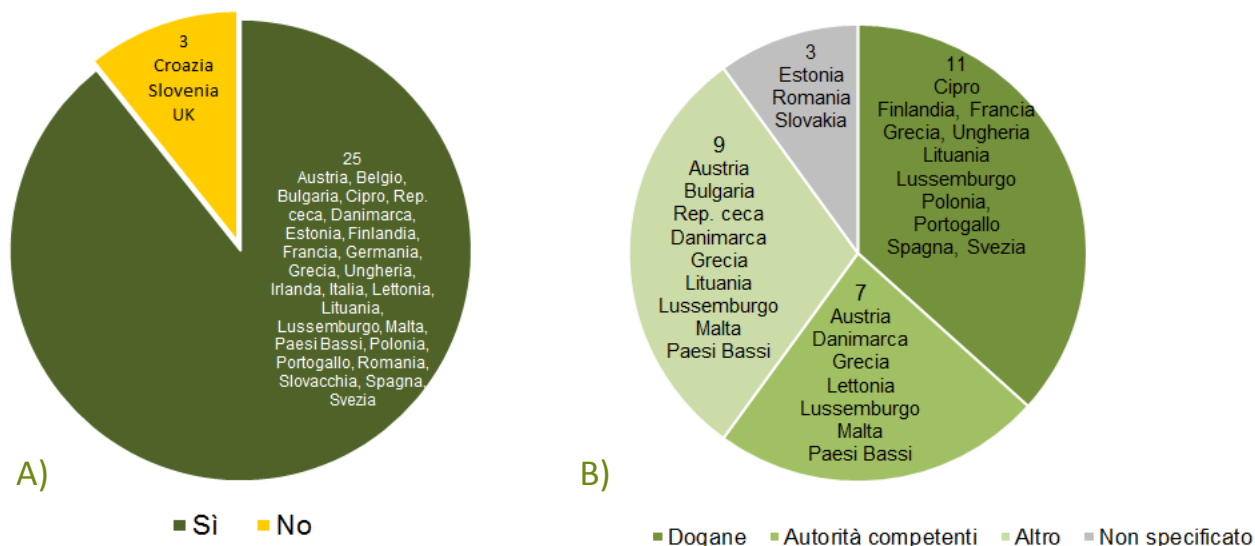 3
Croazia
Slovenia
UK
25
Austria, Belgio,
Bulgaria, Cipro, Rep.
ceca, Danimarca,
Estonia, Finlandia,
Francia, Germania,
Grecia, Ungheria,
Irlanda, Italia, Lettonia,
Lituania,
Lussemburgo, Malta,
Paesi Bassi, Polonia,
Portogallo, Romania,
Slovacchia, Spagna,
Svezia
A)
Sì
No
3
Estonia
Romania
Slovakia
11
Cipro
Finlandia, Francia
Grecia, Ungheria
Lituania
Lussemburgo
Polonia,
Portogallo
Spagna, Svezia
9
Austria
Bulgaria
Rep. ceca
Danimarca
Grecia
Lituania
Lussemburgo
Malta
Paesi Bassi
7
Austria
Danimarca
Grecia
Lettonia
Lussemburgo
Malta
Paesi Bassi
B)
Dogane
Autorità competenti
Altro
Non specificato